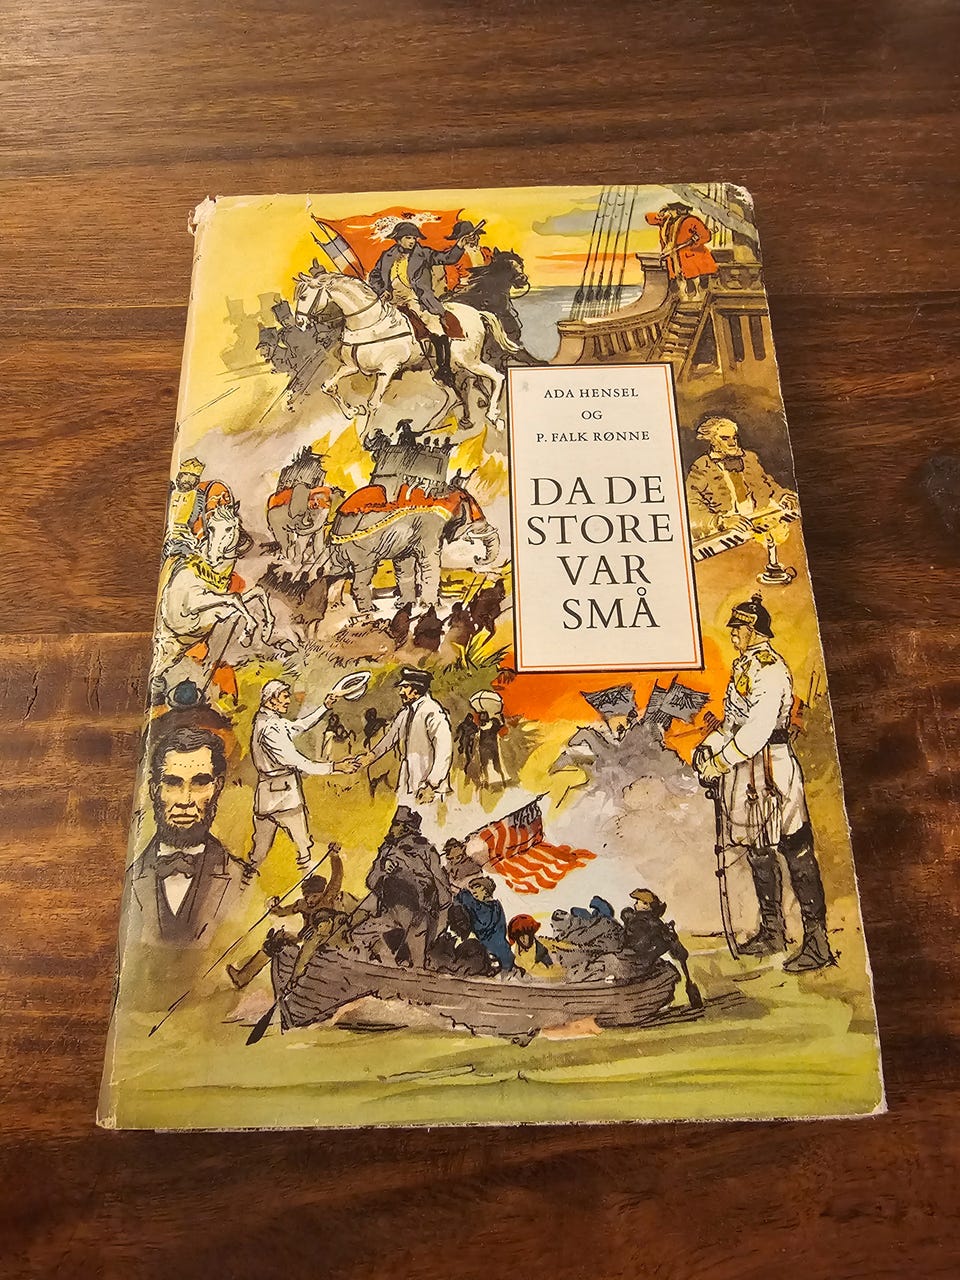 ADA HENSEL
OG
P. FALK RØNNE
DA DE
STORE
VAR
SMÅ